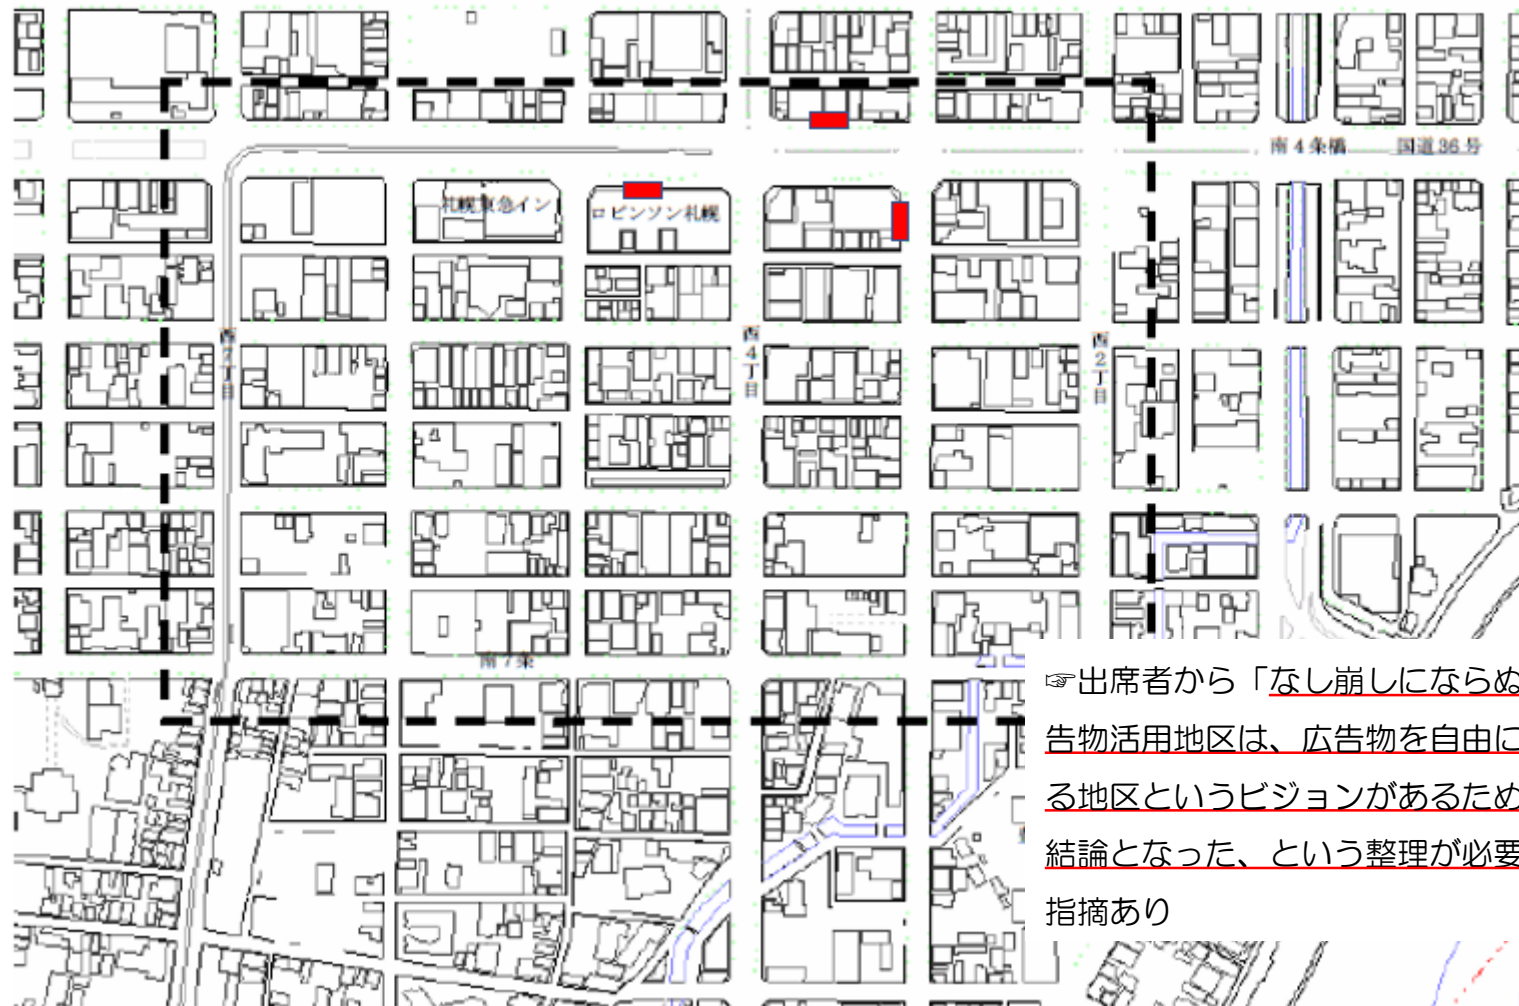 南4条橋
国道36号
札幌東急イン
ロビンソン札幌
西7丁目
西4丁目
西2丁目
南7条
☞出席者から「なし崩しにならぬ
告物活用地区は、広告物を自由に
る地区というビジョンがあるため
結論となった、という整理が必要
指摘あり